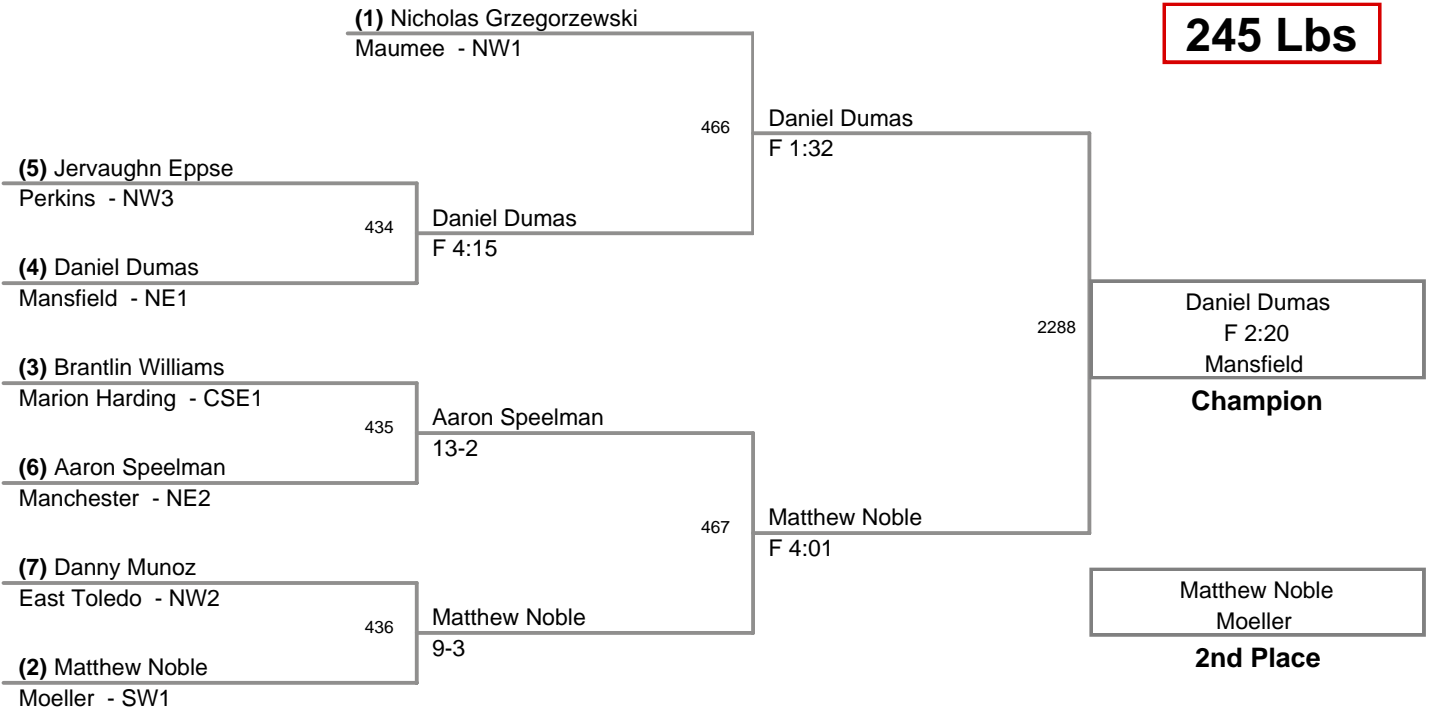 (1) Nicholas Grzegorzewski
Maumee - NW1
245 Lbs
466
Daniel Dumas
F 1:32
(5) Jervaughn Eppse
Perkins - NW3
434
Daniel Dumas
F 4:15
(4) Daniel Dumas
Mansfield - NE1
2288
Daniel Dumas
F 2:20
Mansfield
Champion
(3) Brantlin Williams
Marion Harding - CSE1
435
Aaron Speelman
13-2
(6) Aaron Speelman
Manchester - NE2
467
Matthew Noble
F 4:01
(7) Danny Munoz
East Toledo - NW2
436
Matthew Noble
9-3
(2) Matthew Noble
Moeller - SW1
Matthew Noble
Moeller
2nd Place